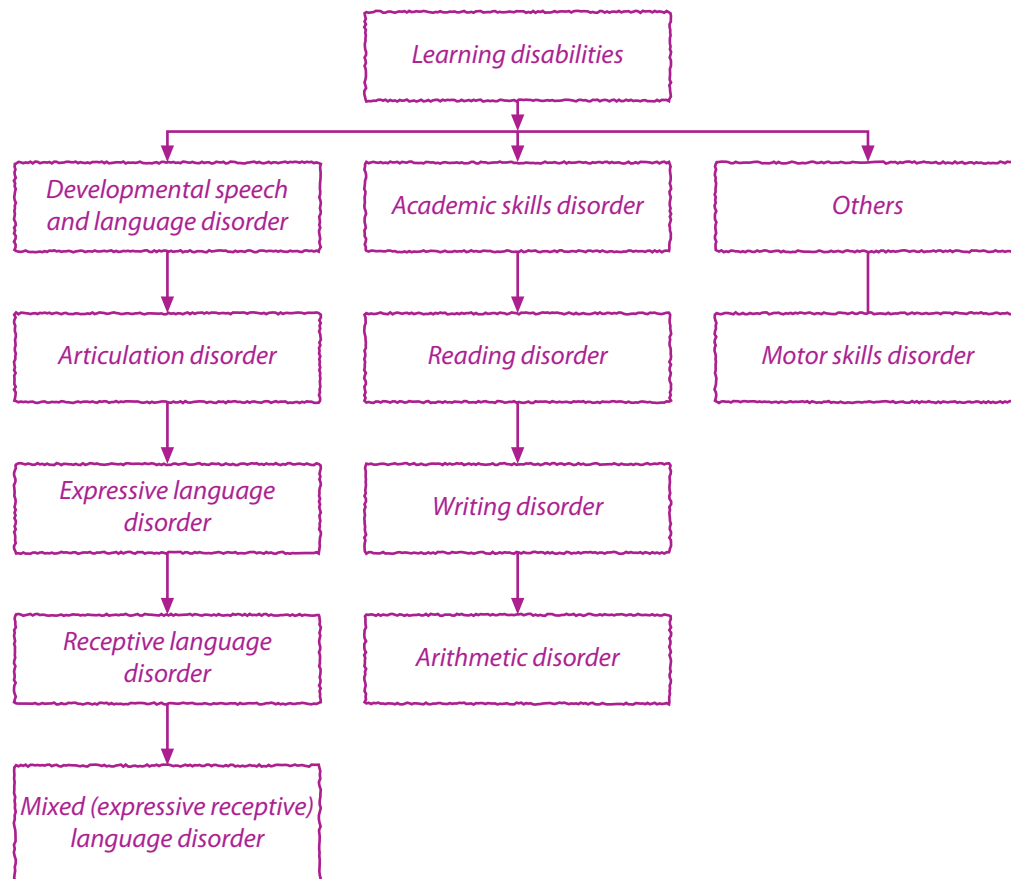 Learning disabilities
Developmental speech
and language disorder
Academic skills disorder
Others
Articulation disorder
Reading disorder
Motor skills disorder
Expressive language
disorder
Writing disorder
Receptive language
disorder
Arithmetic disorder
Mixed (expressive receptive)
language disorder